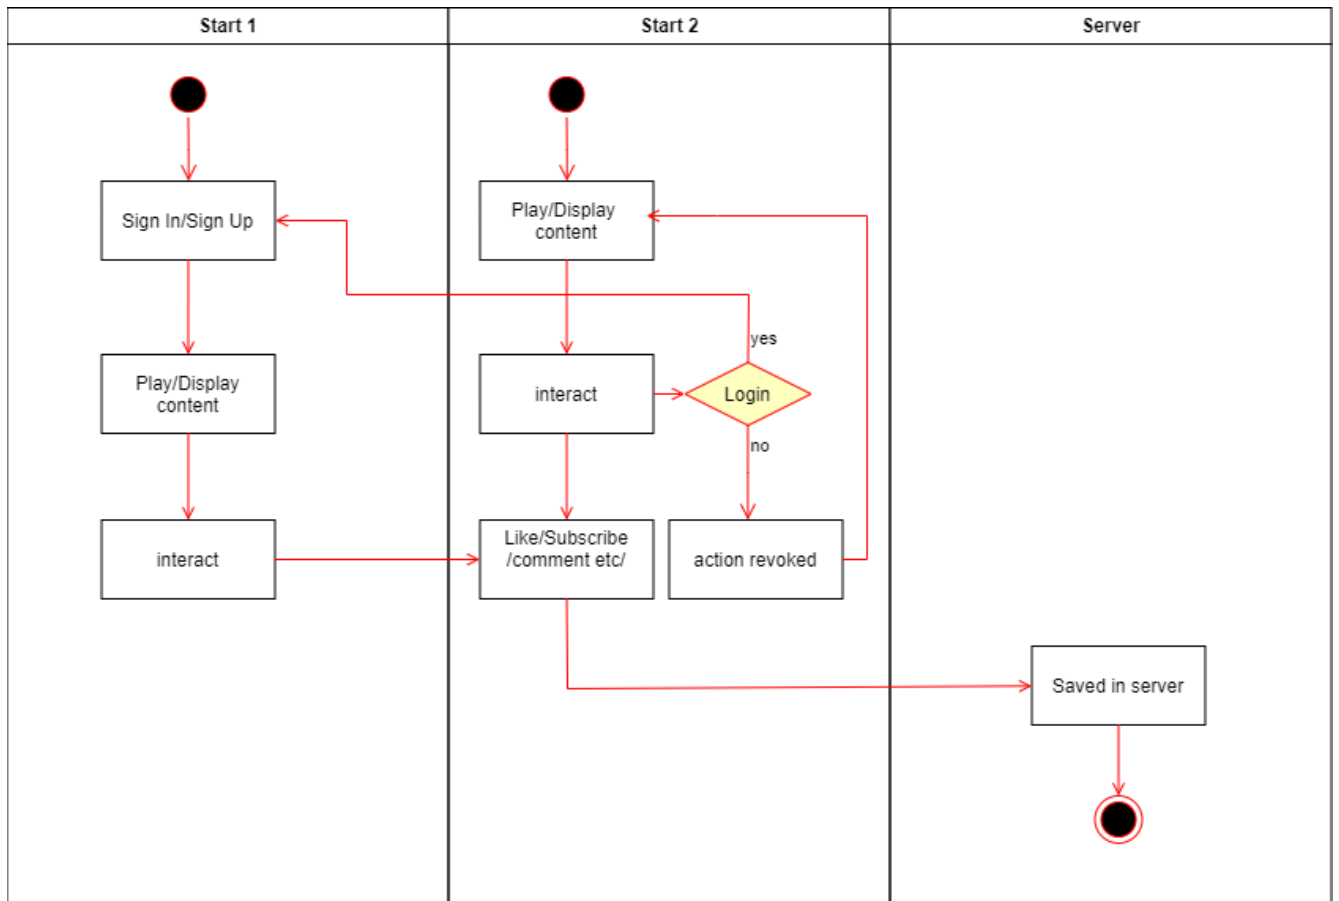 Start 1
Start 2
Server
Sign In/Sign Up
Play/Display
content
interact
Play/Display
content
interact
yes
Login
no
Like/Subscribe
/comment etc/
action revoked
Saved in server